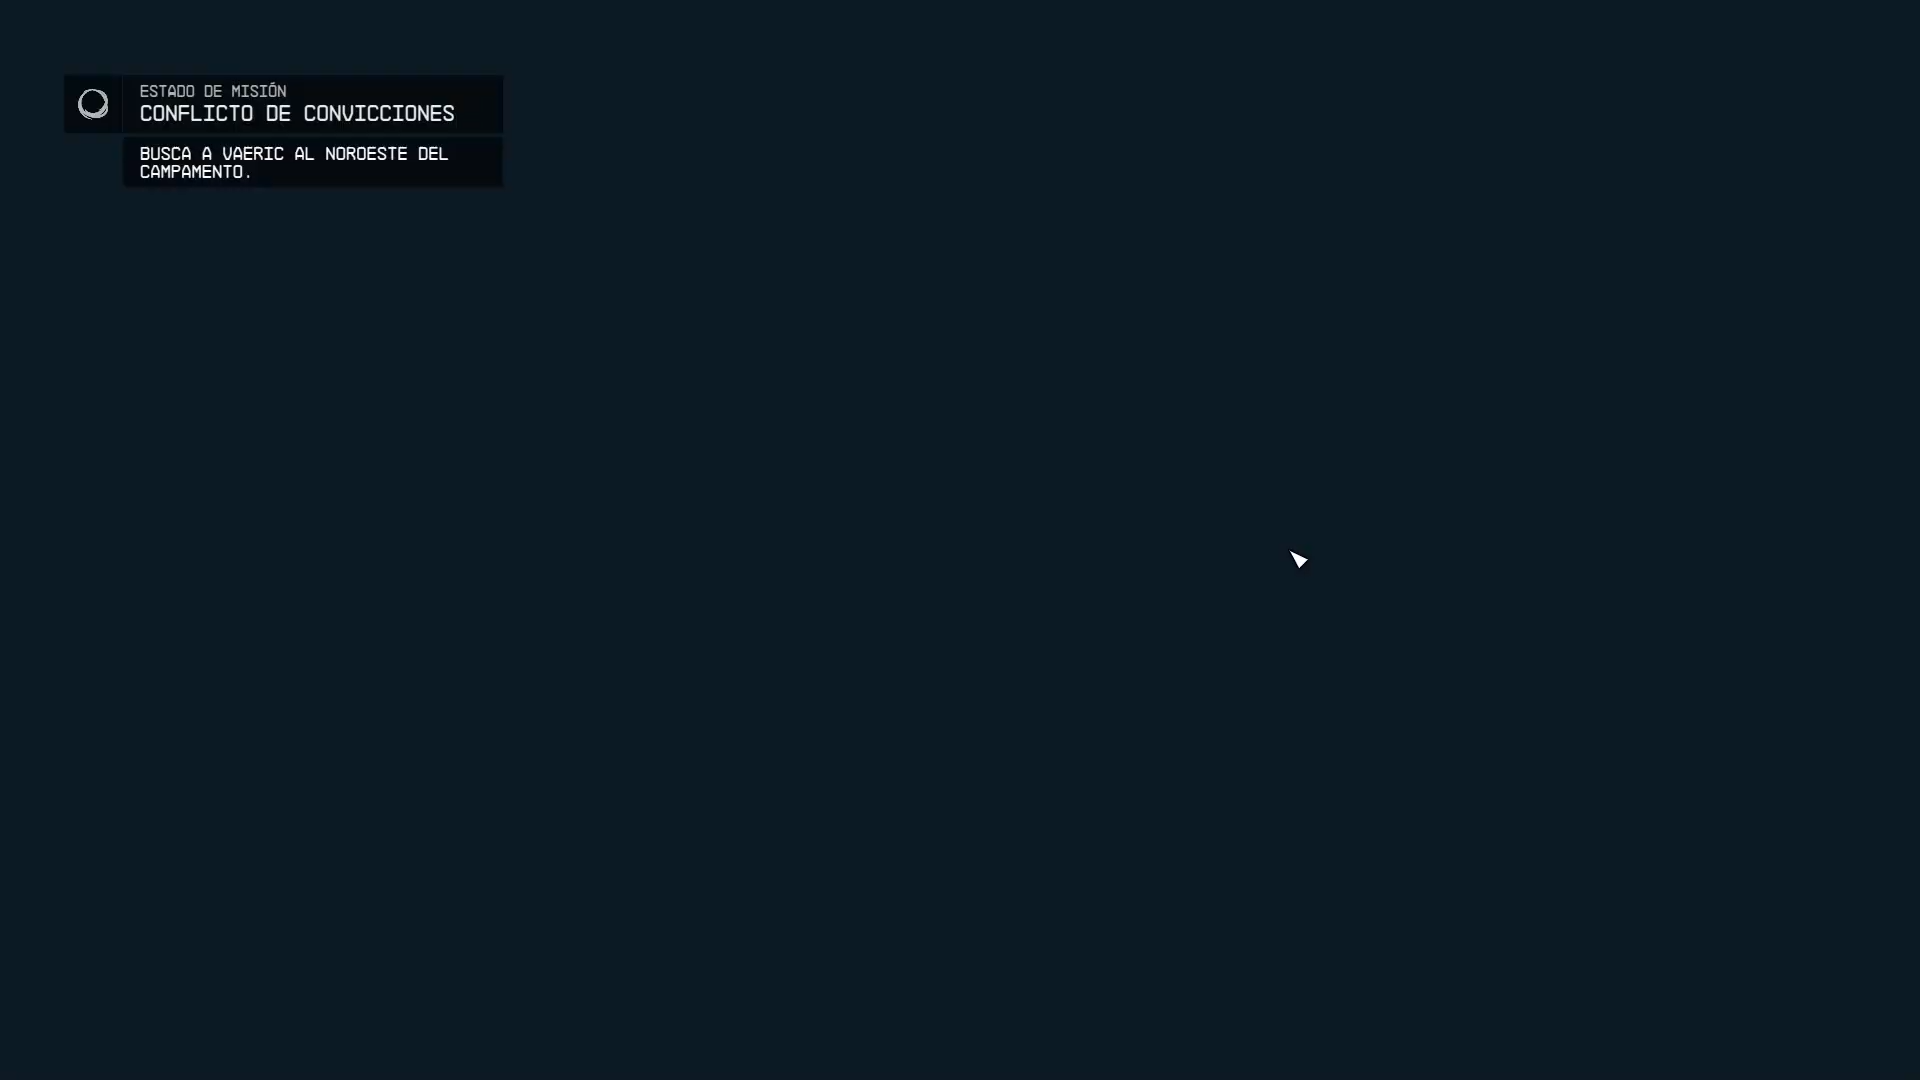 ESTADO DE MISIÓN
CONFLICTO DE CONVICCIONES
BUSCA A VAERIC AL NOROESTE DEL
CAMPAMENTO.